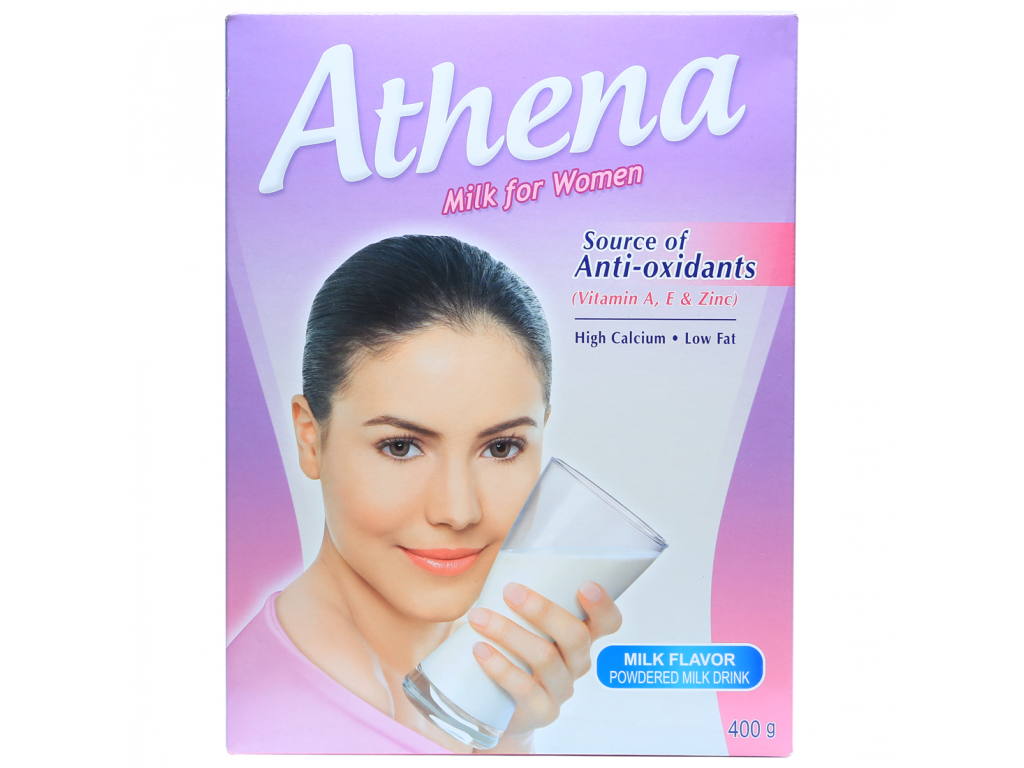 Athena
Milk for Women
Source of
Anti-oxidants
(Vitamin A, E & Zinc)
High Calcium • Low Fat
MILK FLAVOR
POWDERED MILK DRINK
400 g